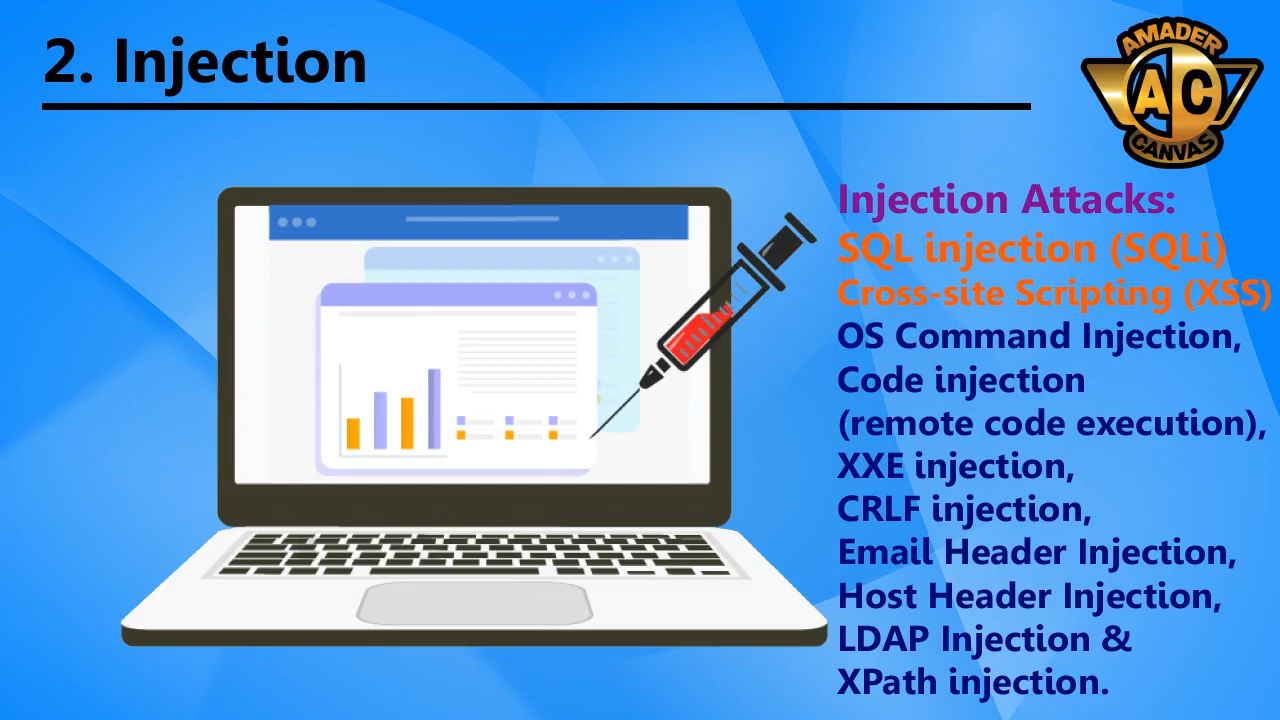 2. Injection
AMADER
AC
CANVAS
Injection Attacks:
SQL injection (SQLi)
Cross-site Scripting (XSS)
OS Command Injection,
Code injection
(remote code execution),
XXE injection,
CRLF injection,
Email Header Injection,
Host Header Injection,
LDAP Injection &
XPath injection.